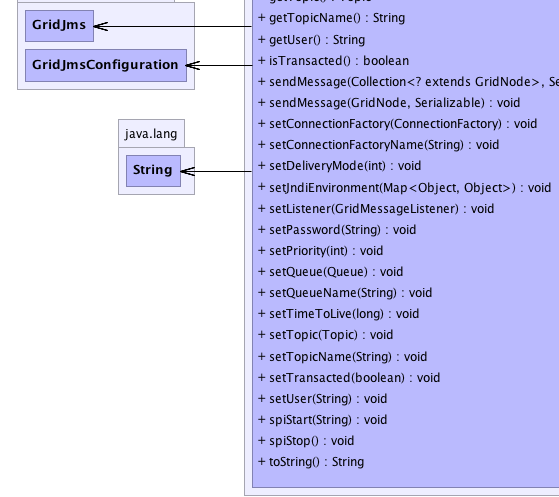 GridJms
GridJmsConfiguration
java.lang
String
+ getTopicName() : String
+ getUser() : String
+ isTransacted() : boolean
+ sendMessage(Collection<? extends GridNode>, Se
+ sendMessage(GridNode, Serializable) : void
+ setConnectionFactory(ConnectionFactory) : void
+ setConnectionFactoryName(String) : void
+ setDeliveryMode(int) : void
+ setJndiEnvironment(Map<Object, Object>) : void
+ setListener(GridMessageListener) : void
+ setPassword(String) : void
+ setPriority(int) : void
+ setQueue(Queue) : void
+ setQueueName(String) : void
+ setTimeToLive(long) : void
+ setTopic(Topic) : void
+ setTopicName(String) : void
+ setTransacted(boolean) : void
+ setUser(String) : void
+ spiStart(String) : void
+ spiStop() : void
+ toString() : String